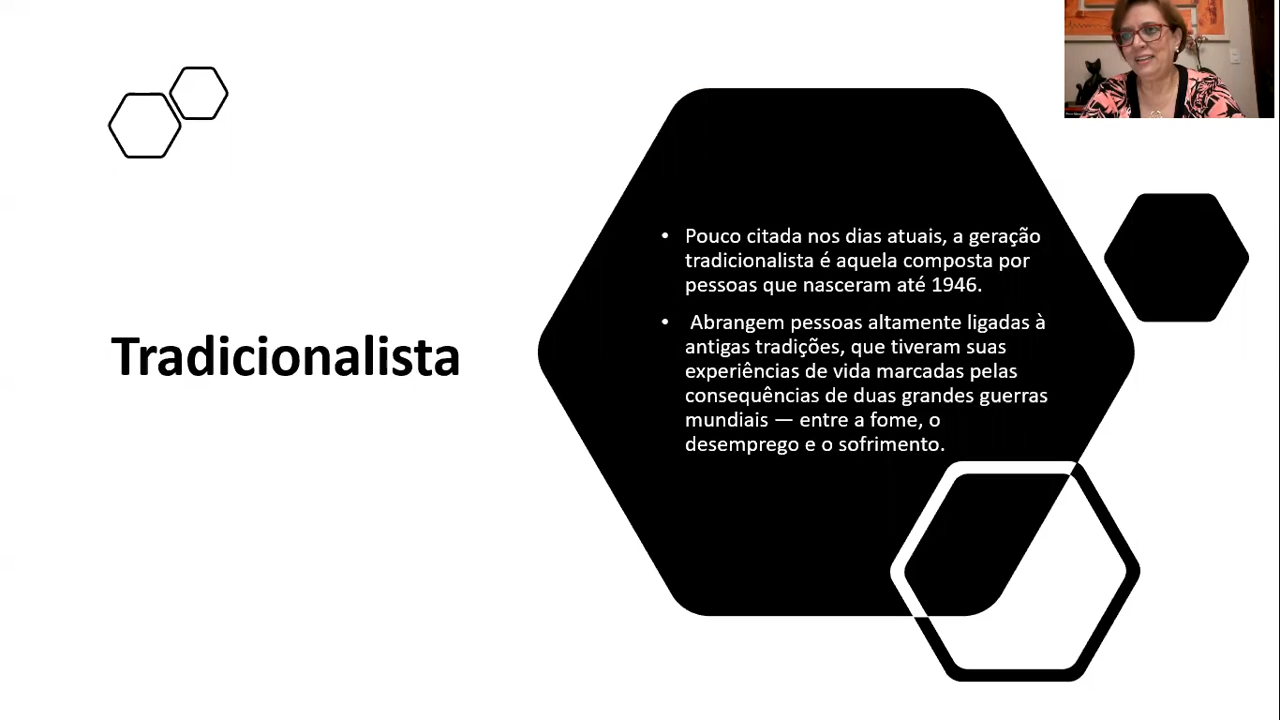 Tradicionalista
• Pouco citada nos dias atuais, a geração
tradicionalista é aquela composta por
pessoas que nasceram até 1946.
• Abrangem pessoas altamente ligadas à
antigas tradições, que tiveram suas
experiências de vida marcadas pelas
consequências de duas grandes guerras
mundiais — entre a fome, o
desemprego e o sofrimento.